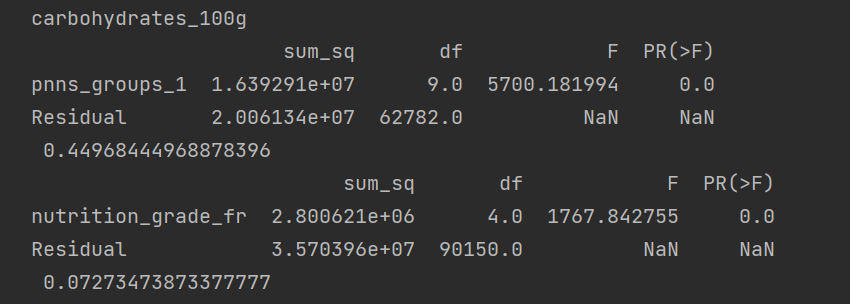 carbohydrates_100g
sum_sq df F PR(>F)
pnns_groups_1 1.639291e+07 9.0 5700.181994 0.0
Residual 2.006134e+07 62782.0 NaN NaN
0.44968444968878396
sum_sq df F PR(>F)
nutrition_grade_fr 2.800621e+06 4.0 1767.842755 0.0
Residual 3.570396e+07 90150.0 NaN NaN
0.07273473873377777